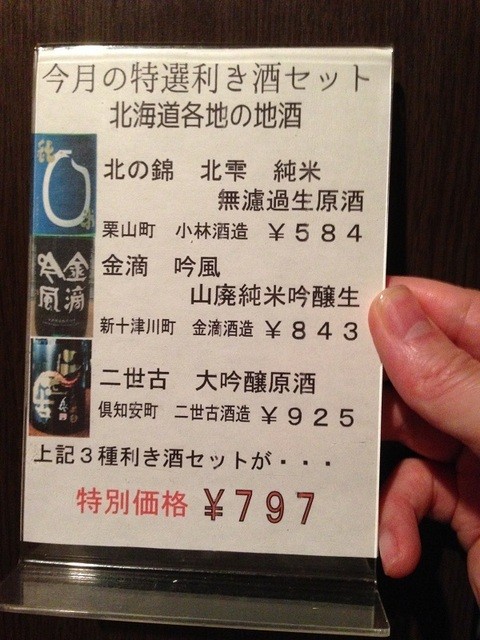 今月の特選利き酒セット
北海道各地の地酒
北の錦　北雫　純米
無濾過生原酒
栗山町　小林酒造　￥５８４
金滴　吟風
山廃純米吟醸生
新十津川町　金滴酒造　￥８４３
二世古　大吟醸原酒
倶知安町　二世古酒造　￥９２５
上記３種利き酒セットが・・・
特別価格　￥７９７
金滴
吟風